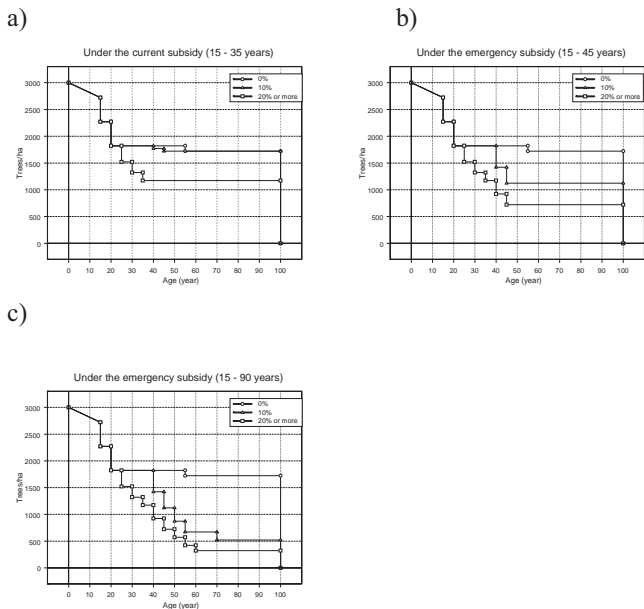 a)
Under the current subsidy (15 - 35 years)
0%
10%
20% or more
3000
2500
2000
1500
1000
500
0
Trees/ha
0 10 20 30 40 50 60 70 80 90 100
Age (year)
b)
Under the emergency subsidy (15 - 45 years)
0%
10%
20% or more
3000
2500
2000
1500
1000
500
0
Trees/ha
0 10 20 30 40 50 60 70 80 90 100
Age (year)
c)
Under the emergency subsidy (15 - 90 years)
0%
10%
20% or more
3000
2500
2000
1500
1000
500
0
Trees/ha
0 10 20 30 40 50 60 70 80 90 100
Age (year)